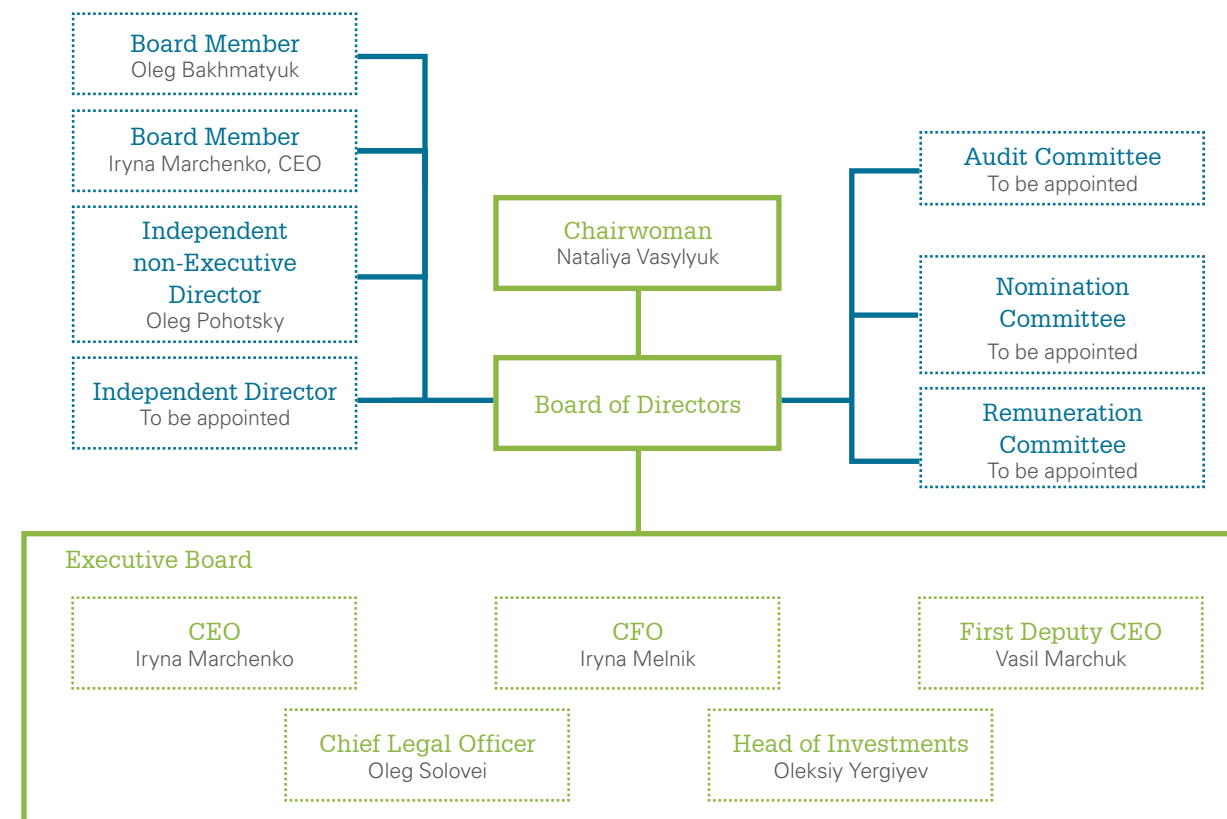 Board Member
Oleg Bakhmatyuk
Board Member
Iryna Marchenko, CEO
Independent
non-Executive
Director
Oleg Pohotsky
Independent Director
To be appointed
Chairwoman
Nataliya Vasylyuk
Board of Directors
Audit Committee
To be appointed
Nomination
Committee
To be appointed
Remuneration
Committee
To be appointed
Executive Board
CEO
Iryna Marchenko
CFO
Iryna Melnik
First Deputy CEO
Vasil Marchuk
Chief Legal Officer
Oleg Solovei
Head of Investments
Oleksiy Yergiyev